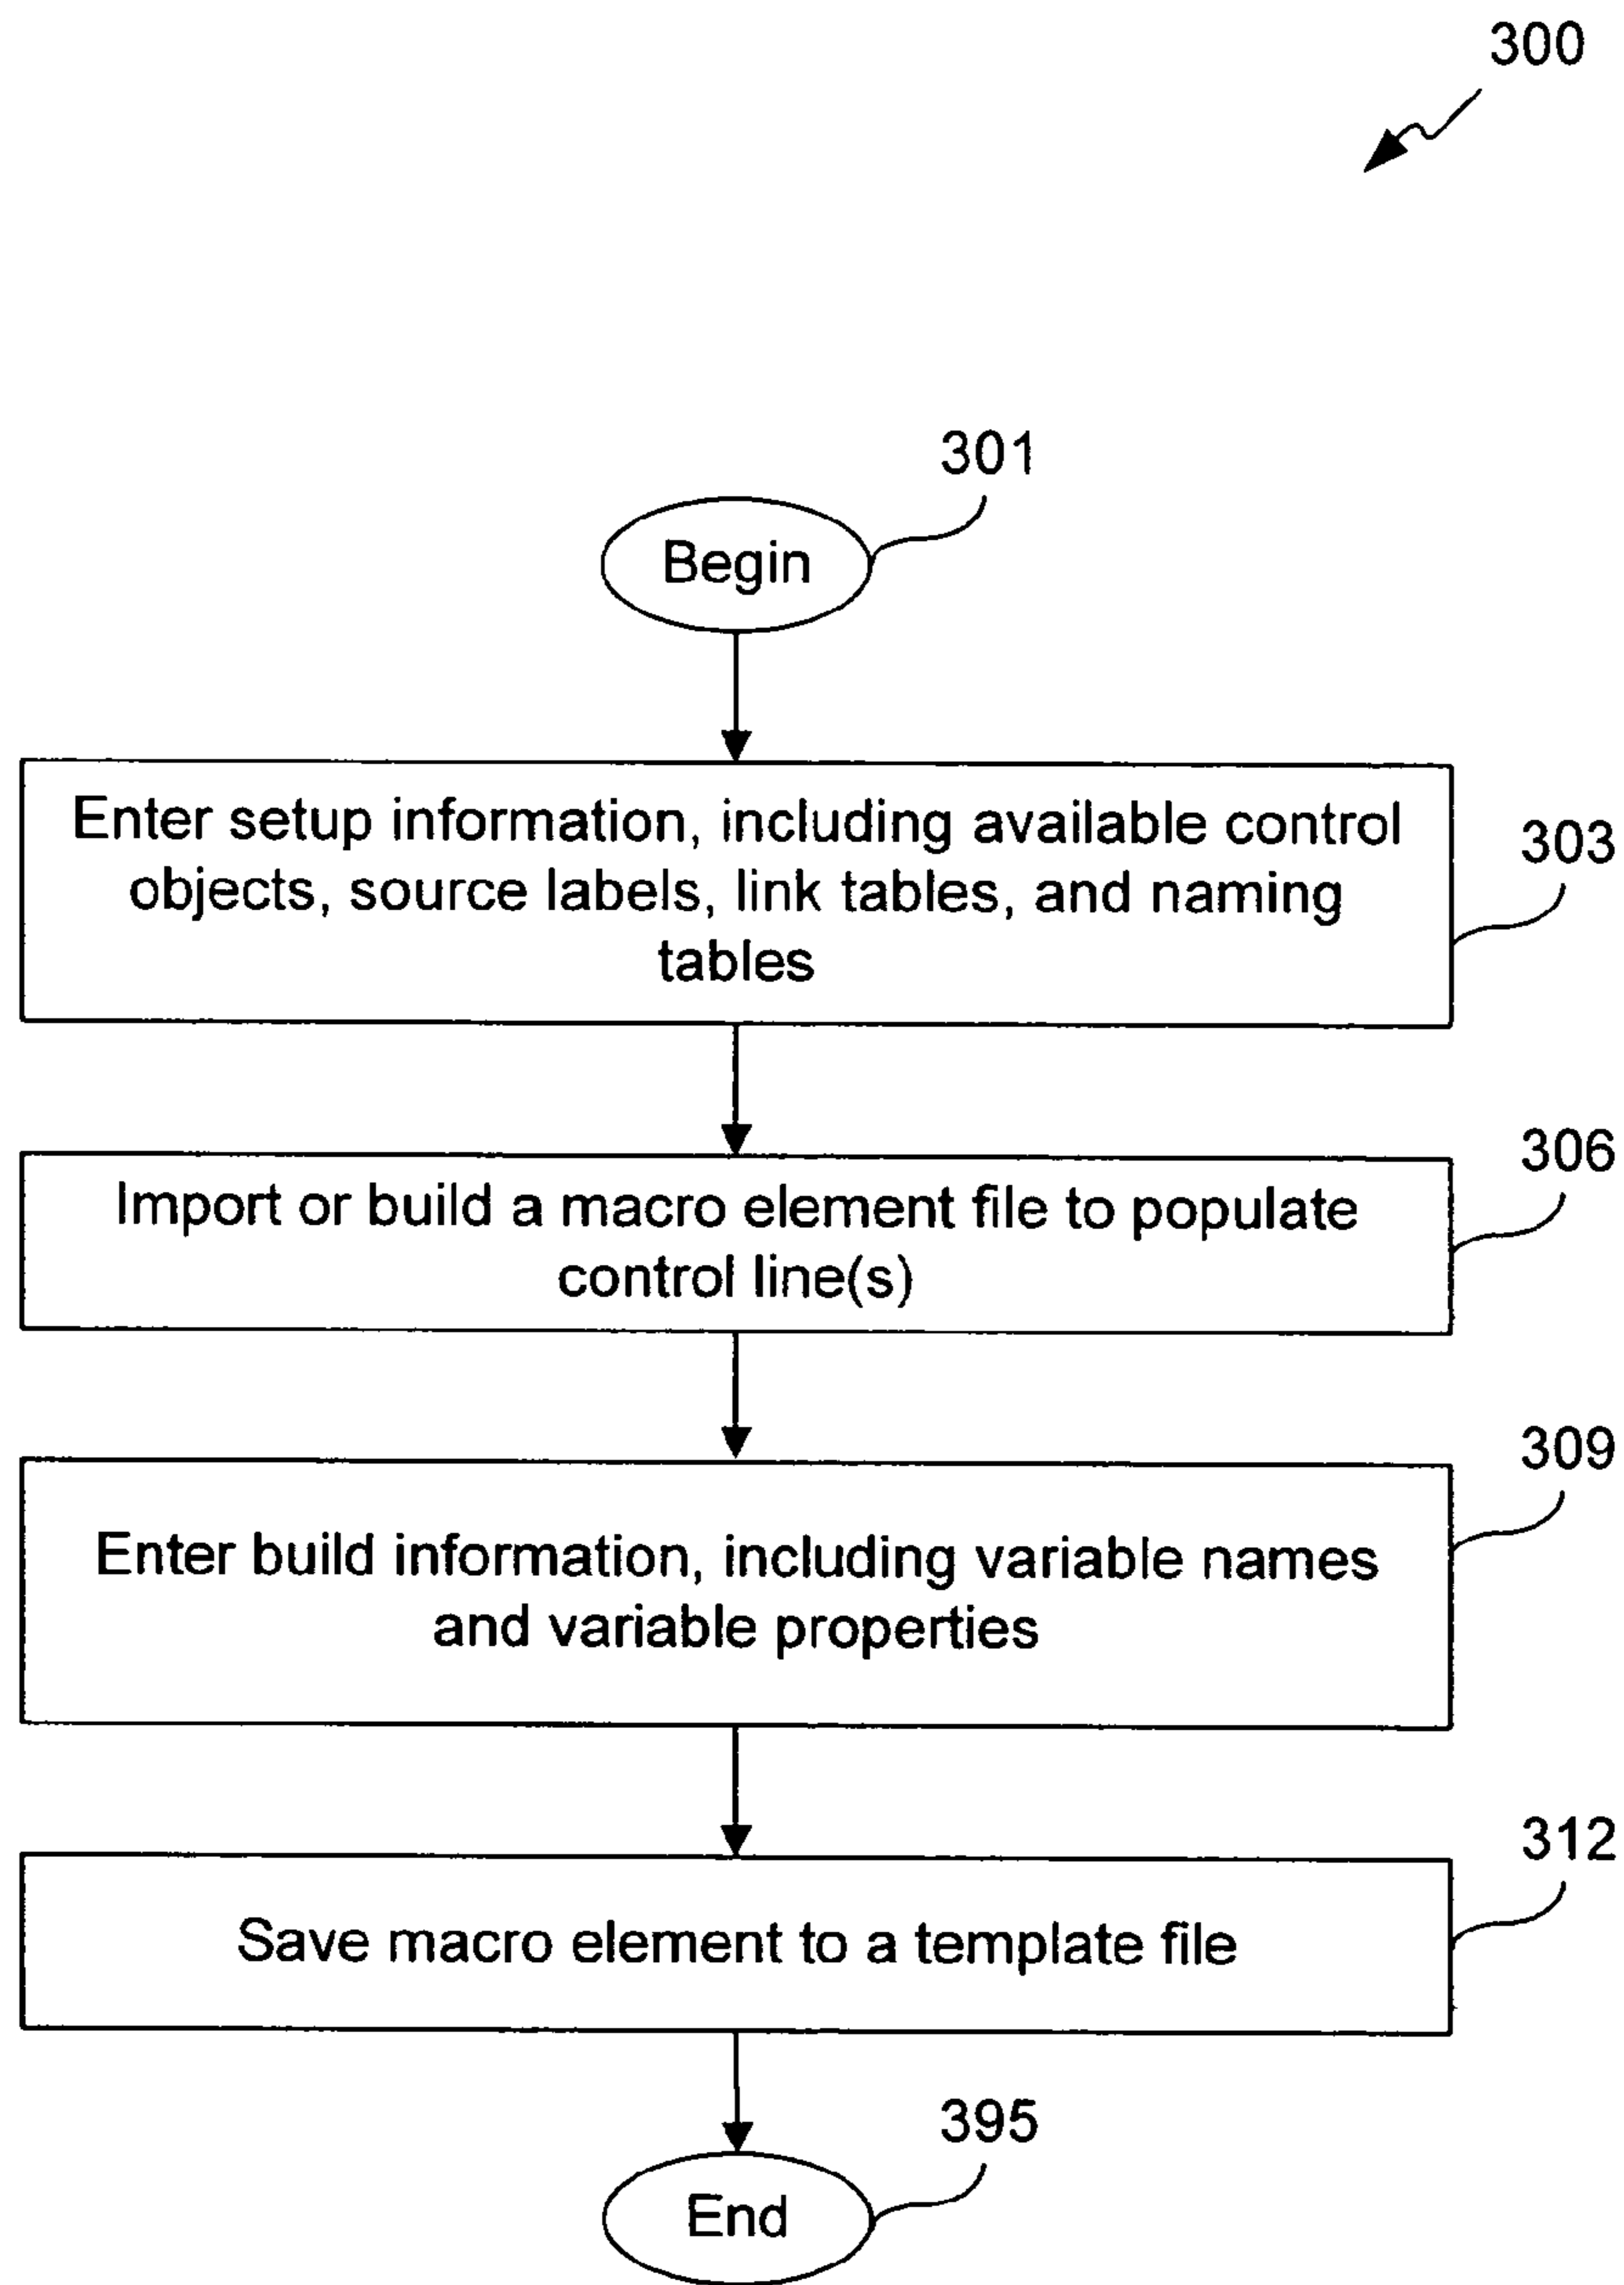 300
301
Begin
Enter setup information, including available control
objects, source labels, link tables, and naming
tables
303
306
Import or build a macro element file to populate
control line(s)
309
Enter build information, including variable names
and variable properties
312
Save macro element to a template file
395
End